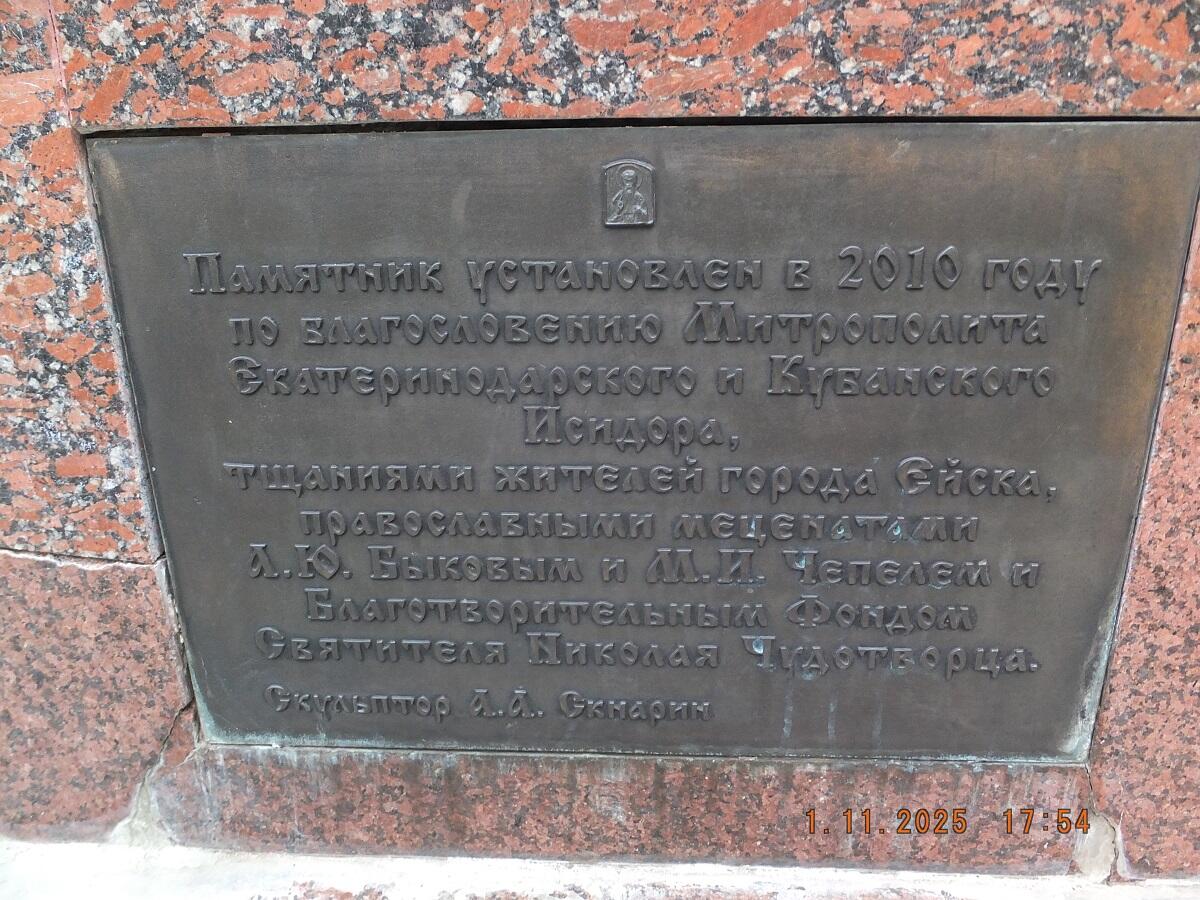 Памятник установлен в 2010 году
по благословению Митрополита
Екатеринодарского и Кубанского
Исидора,
тщаниями жителей города Ейска,
православными меценатами
А.Ю. Быковым и М.И. Чепелем и
Благотворительным Фондом
Святителя Николая Чудотворца.
Скульптор А.А. Скнарин
1.11.2025 17:54